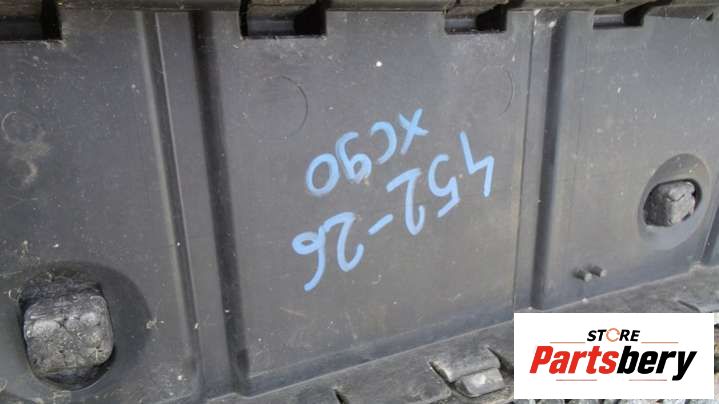 452-26
XC90
STORE
Partsbery